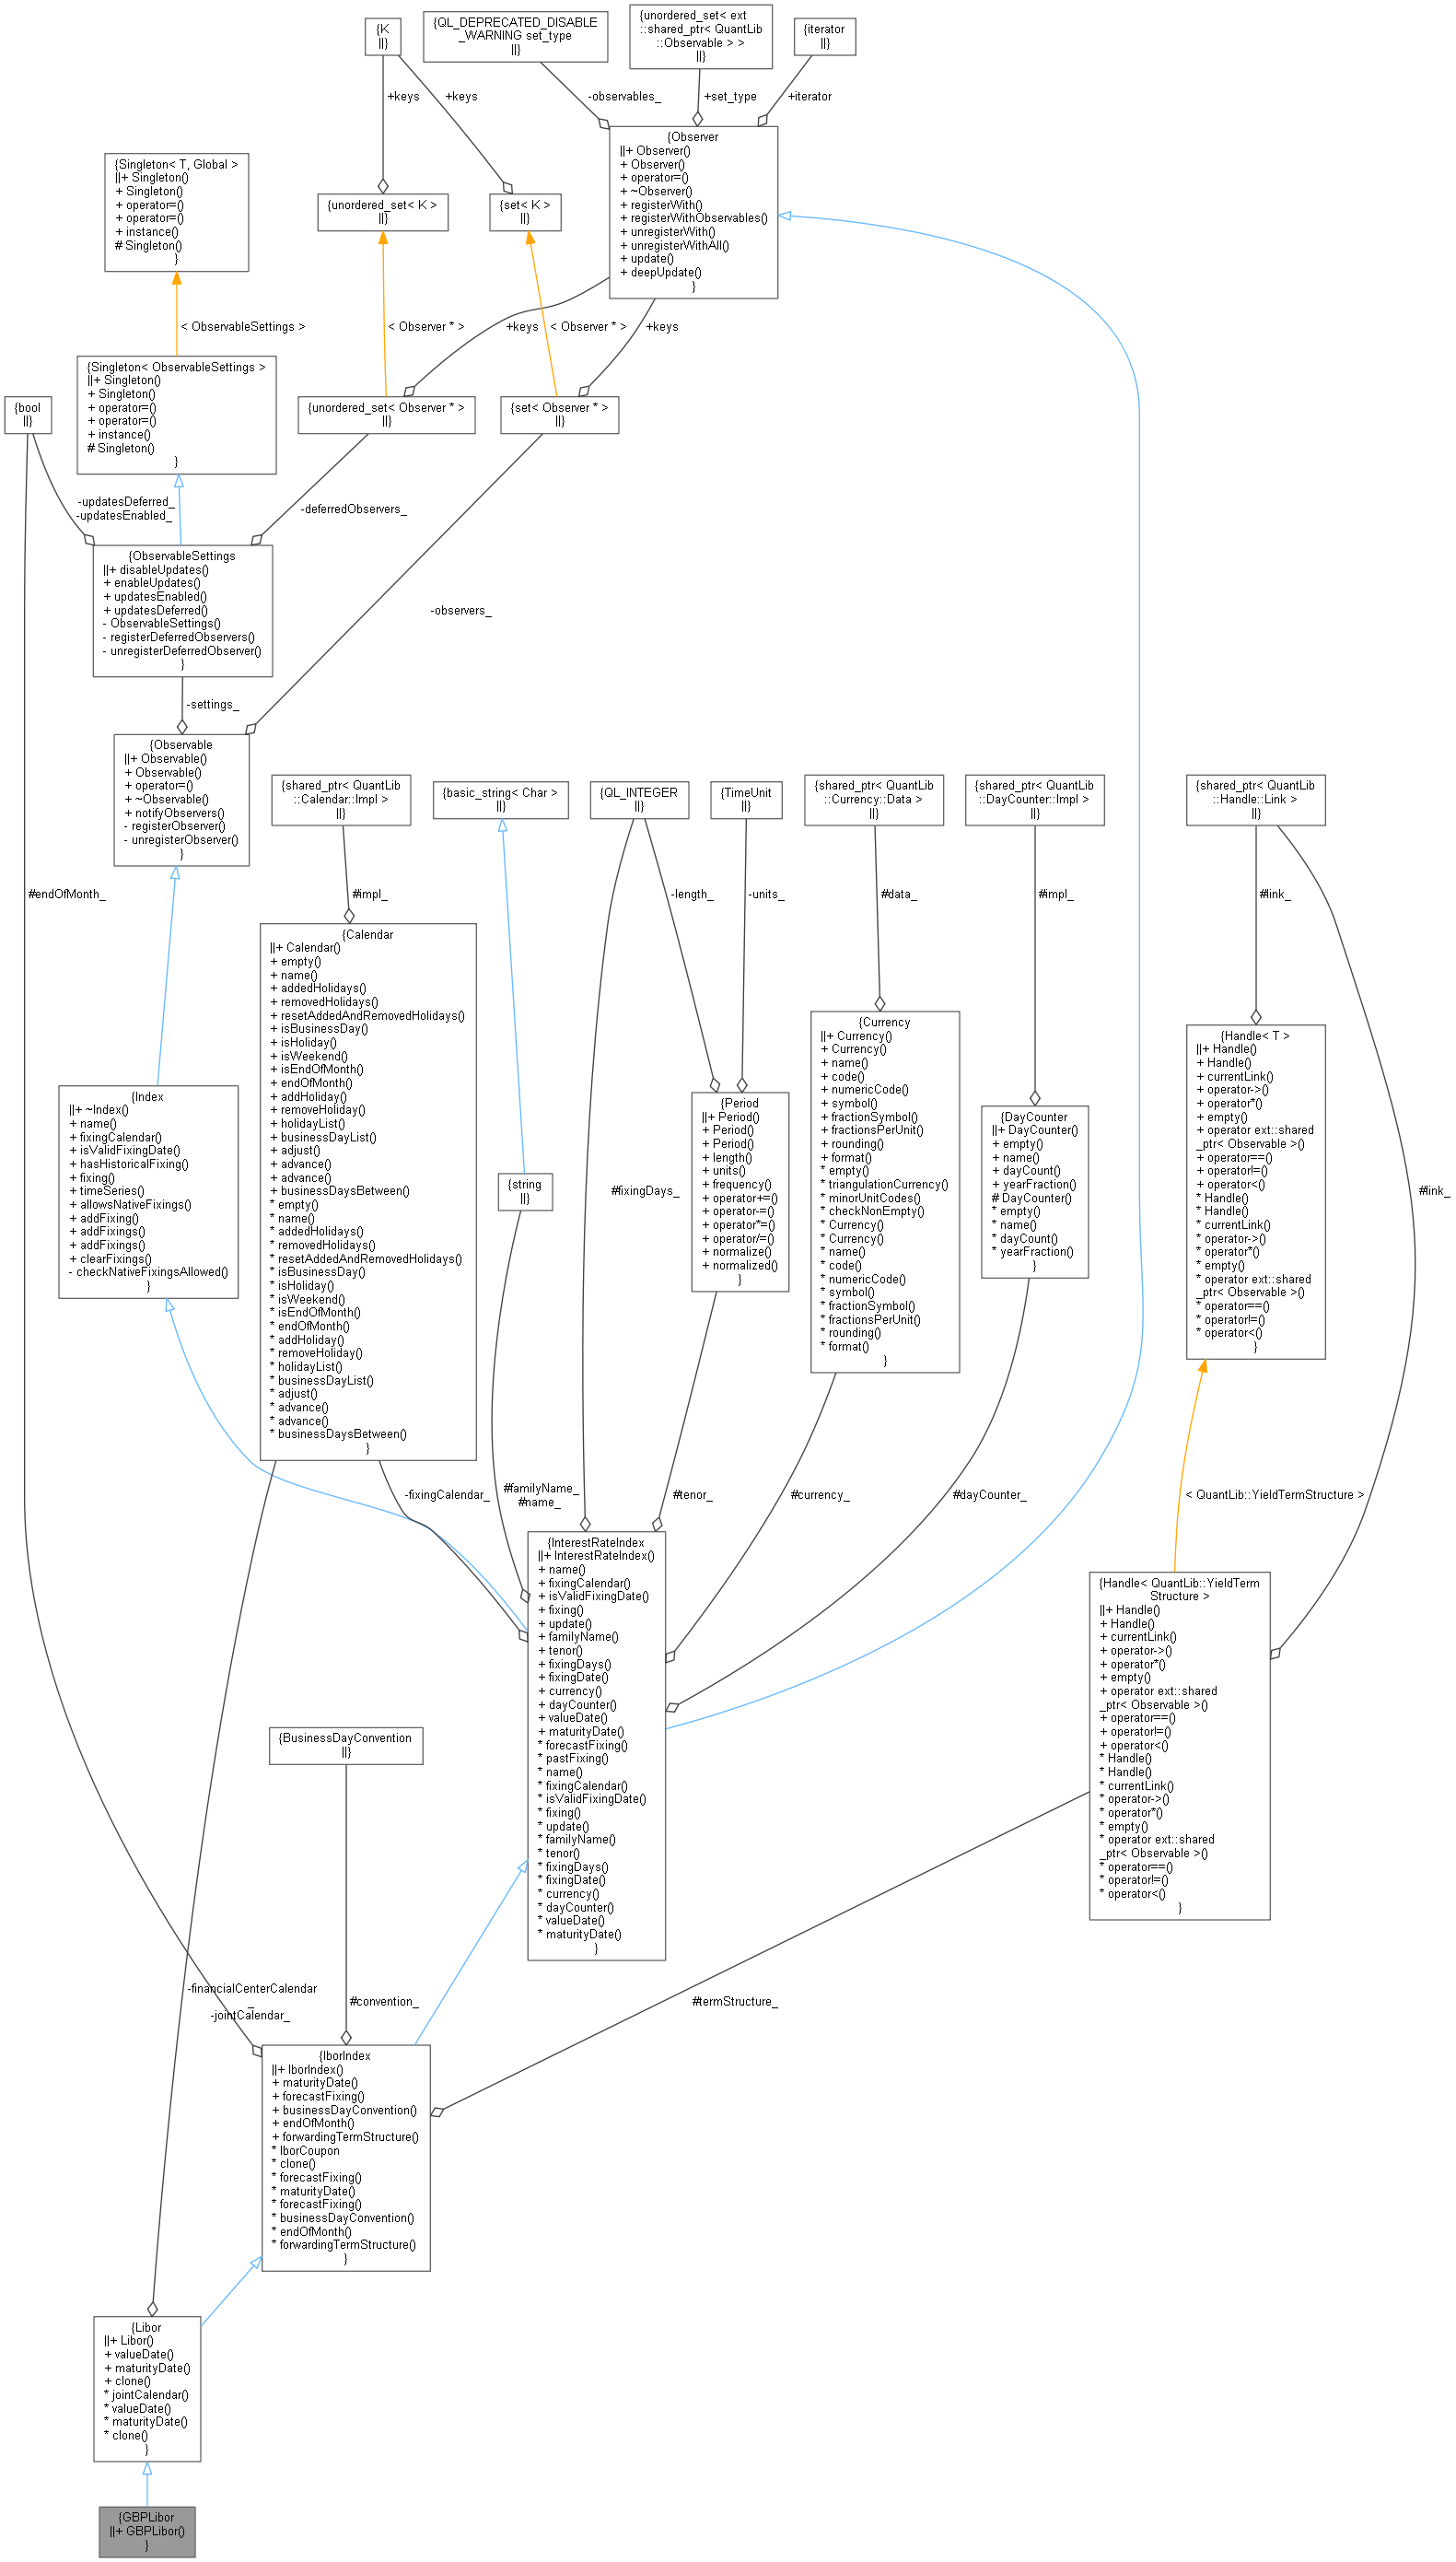 {K
||}
{QL_DEPRECATED_DISABLE
_WARNING set_type
||}
{unordered_set< ext
::shared_ptr< QuantLib
::Observable > >
||}
{iterator
||}
+keys
+keys
-observables_
+set_type
+iterator
{Observer
||+ Observer()
+ Observer()
+ operator=()
+ ~Observer()
+ registerWith()
+ registerWithObservables()
+ unregisterWith()
+ unregisterWithAll()
+ update()
+ deepUpdate()
}
{Singleton< T, Global >
||+ Singleton()
+ Singleton()
+ operator=()
+ operator=()
+ instance()
# Singleton()
}
{unordered_set< K >
||}
{set< K >
||}
< ObservableSettings >
< Observer * >
+keys
< Observer * >
+keys
{Singleton< ObservableSettings >
||+ Singleton()
+ Singleton()
+ operator=()
+ operator=()
+ instance()
# Singleton()
}
{bool
||}
{unordered_set< Observer * >
||}
{set< Observer * >
||}
-updatesDeferred_
-updatesEnabled_
-deferredObservers_
{ObservableSettings
||+ disableUpdates()
+ enableUpdates()
+ updatesEnabled()
+ updatesDeferred()
- ObservableSettings()
- registerDeferredObservers()
- unregisterDeferredObserver()
}
-observers_
-settings_
{Observable
||+ Observable()
+ Observable()
+ operator=()
+ ~Observable()
+ notifyObservers()
- registerObserver()
- unregisterObserver()
}
{shared_ptr< QuantLib
::Calendar::Impl >
||}
{basic_string< Char >
||}
{QL_INTEGER
||}
{TimeUnit
||}
{shared_ptr< QuantLib
::Currency::Data >
||}
{shared_ptr< QuantLib
::DayCounter::Impl >
||}
{shared_ptr< QuantLib
::Handle::Link >
||}
#endOfMonth_
#impl_
-length_
-units_
#data_
#impl_
#link_
{Calendar
||+ Calendar()
+ empty()
+ name()
+ addedHolidays()
+ removedHolidays()
+ resetAddedAndRemovedHolidays()
+ isBusinessDay()
+ isHoliday()
+ isWeekend()
+ isEndOfMonth()
+ endOfMonth()
+ addHoliday()
+ removeHoliday()
+ holidayList()
+ businessDayList()
+ adjust()
+ advance()
+ advance()
+ businessDaysBetween()
* empty()
* name()
* addedHolidays()
* removedHolidays()
* resetAddedAndRemovedHolidays()
* isBusinessDay()
* isHoliday()
* isWeekend()
* isEndOfMonth()
* endOfMonth()
* addHoliday()
* removeHoliday()
* holidayList()
* businessDayList()
* adjust()
* advance()
* advance()
* businessDaysBetween()
}
{Currency
||+ Currency()
+ Currency()
+ name()
+ code()
+ numericCode()
+ symbol()
+ fractionSymbol()
+ fractionsPerUnit()
+ rounding()
+ format()
* empty()
* triangulationCurrency()
* minorUnitCodes()
* checkNonEmpty()
* Currency()
* Currency()
* name()
* code()
* numericCode()
* symbol()
* fractionSymbol()
* fractionsPerUnit()
* rounding()
* format()
}
{Handle< T >
||+ Handle()
+ Handle()
+ currentLink()
+ operator->()
+ operator*()
+ empty()
+ operator ext::shared
_ptr< Observable >()
+ operator==()
+ operator!=()
+ operator<()
* Handle()
* Handle()
* currentLink()
* operator->()
* operator*()
* empty()
* operator ext::shared
_ptr< Observable >()
* operator==()
* operator!=()
* operator<()
}
{Index
||+ ~Index()
+ name()
+ fixingCalendar()
+ isValidFixingDate()
+ hasHistoricalFixing()
+ fixing()
+ timeSeries()
+ allowsNativeFixings()
+ addFixing()
+ addFixings()
+ addFixings()
+ clearFixings()
- checkNativeFixingsAllowed()
}
{Period
||+ Period()
+ Period()
+ Period()
+ length()
+ units()
+ frequency()
+ operator+=()
+ operator-=()
+ operator*=()
+ operator/=()
+ normalize()
+ normalized()
}
{DayCounter
||+ DayCounter()
+ empty()
+ name()
+ dayCount()
+ yearFraction()
# DayCounter()
* empty()
* name()
* dayCount()
* yearFraction()
}
{string
||}
#fixingDays_
#link_
-fixingCalendar_
#familyName_
#name_
#tenor_
#currency_
#dayCounter_
< QuantLib::YieldTermStructure >
{InterestRateIndex
||+ InterestRateIndex()
+ name()
+ fixingCalendar()
+ isValidFixingDate()
+ fixing()
+ update()
+ familyName()
+ tenor()
+ fixingDays()
+ fixingDate()
+ currency()
+ dayCounter()
+ valueDate()
+ maturityDate()
* forecastFixing()
* pastFixing()
* name()
* fixingCalendar()
* isValidFixingDate()
* fixing()
* update()
* familyName()
* tenor()
* fixingDays()
* fixingDate()
* currency()
* dayCounter()
* valueDate()
* maturityDate()
}
{Handle< QuantLib::YieldTerm
Structure >
||+ Handle()
+ Handle()
+ currentLink()
+ operator->()
+ operator*()
+ empty()
+ operator ext::shared
_ptr< Observable >()
+ operator==()
+ operator!=()
+ operator<()
* Handle()
* Handle()
* currentLink()
* operator->()
* operator*()
* empty()
* operator ext::shared
_ptr< Observable >()
* operator==()
* operator!=()
* operator<()
}
{BusinessDayConvention
||}
-financialCenterCalendar
_
-jointCalendar_
#convention_
#termStructure_
{IborIndex
||+ IborIndex()
+ maturityDate()
+ forecastFixing()
+ businessDayConvention()
+ endOfMonth()
+ forwardingTermStructure()
* IborCoupon
* clone()
* forecastFixing()
* maturityDate()
* forecastFixing()
* businessDayConvention()
* endOfMonth()
* forwardingTermStructure()
}
{Libor
||+ Libor()
+ valueDate()
+ maturityDate()
+ clone()
* jointCalendar()
* valueDate()
* maturityDate()
* clone()
}
{GBPLibor
||+ GBPLibor()
}